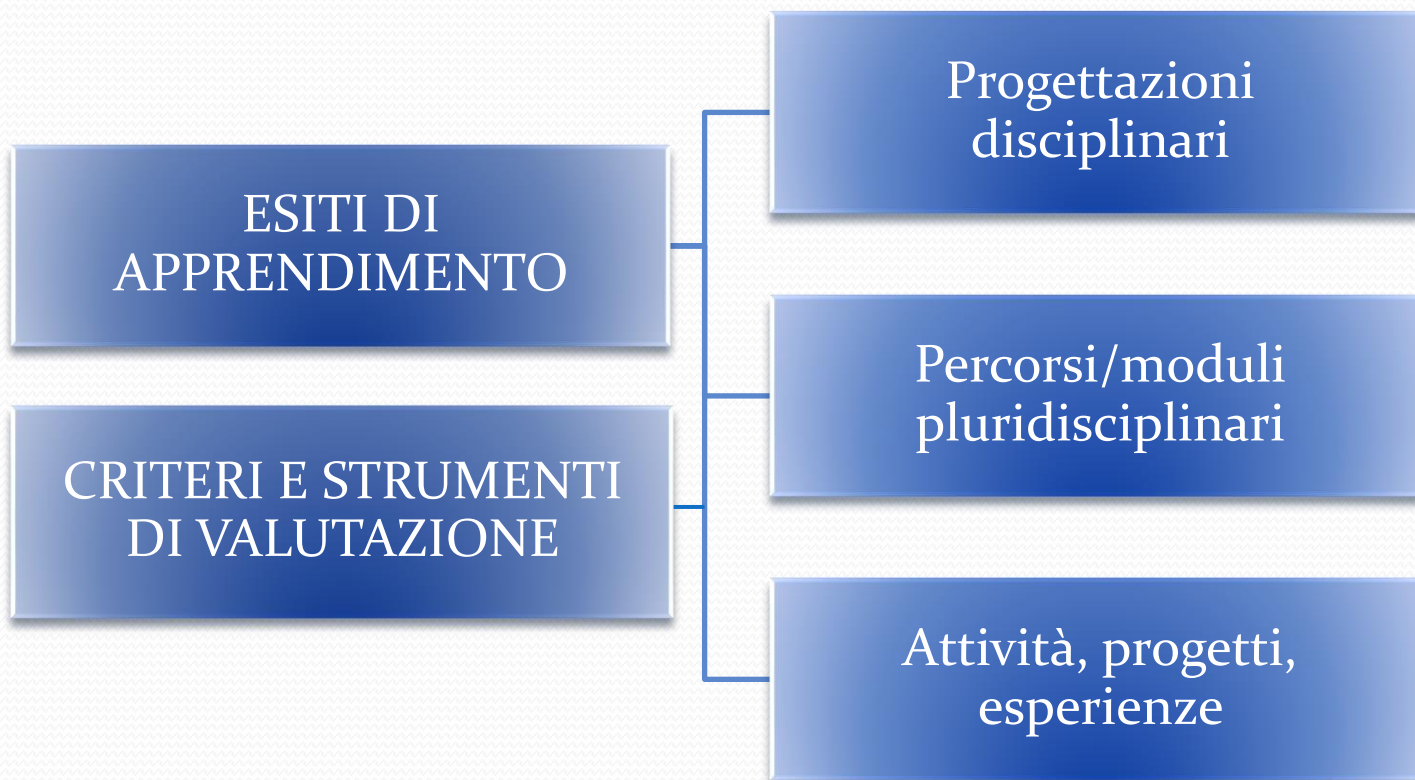 ESITI DI
APPRENDIMENTO
CRITERI E STRUMENTI
DI VALUTAZIONE
Progettazioni
disciplinari
Percorsi/moduli
pluridisciplinari
Attività, progetti,
esperienze